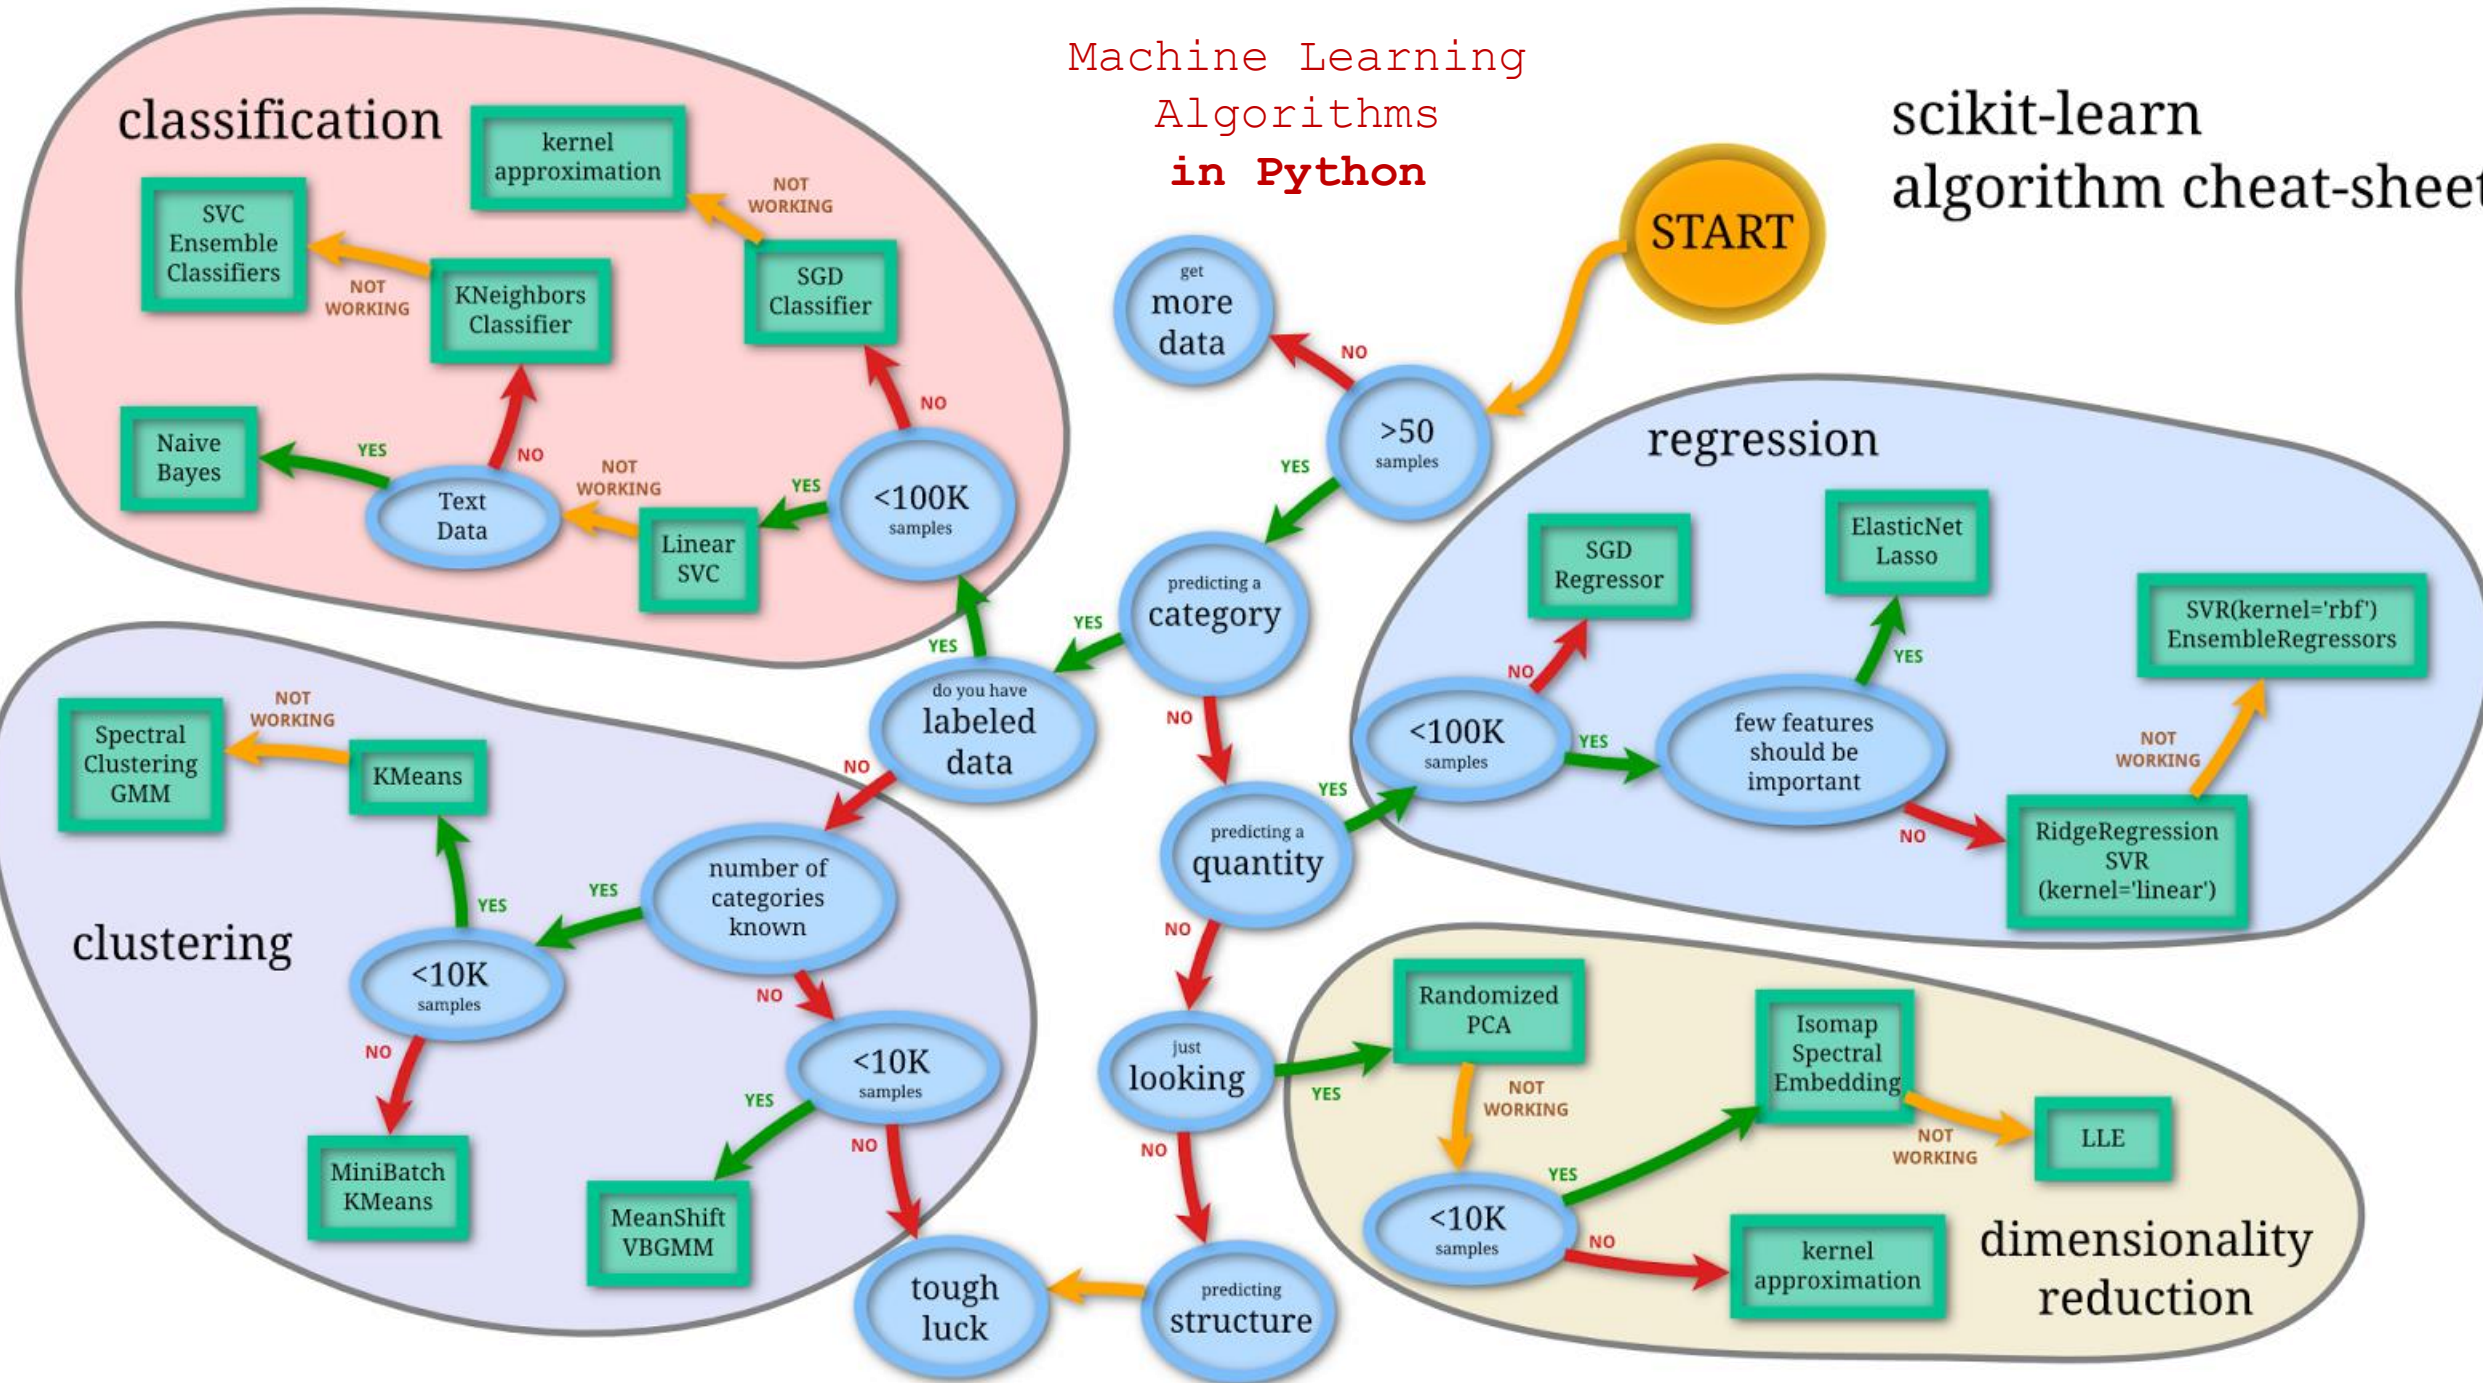 Machine Learning
Algorithms
in Python
scikit-learn
algorithm cheat-sheet
START
get
more
data
NO
>50
samples
YES
predicting a
category
YES
NO
do you have
labeled
data
YES
NO
predicting a
quantity
YES
NO
just
looking
YES
NO
predicting
structure
tough
luck
classification
kernel
approximation
NOT
WORKING
SVC
Ensemble
Classifiers
NOT
WORKING
KNeighbors
Classifier
SGD
Classifier
NO
Naive
Bayes
YES
Text
Data
NO
NOT
WORKING
Linear
SVC
YES
<100K
samples
clustering
Spectral
Clustering
GMM
NOT
WORKING
KMeans
YES
<10K
samples
YES
number of
categories
known
NO
NO
MiniBatch
KMeans
<10K
samples
YES
NO
MeanShift
VBGMM
regression
SGD
Regressor
NO
<100K
samples
YES
ElasticNet
Lasso
YES
few features
should be
important
NO
SVR(kernel='rbf')
EnsembleRegressors
NOT
WORKING
RidgeRegression
SVR
(kernel='linear')
Randomized
PCA
NOT
WORKING
<10K
samples
YES
NO
Isomap
Spectral
Embedding
NOT
WORKING
LLE
kernel
approximation
dimensionality
reduction